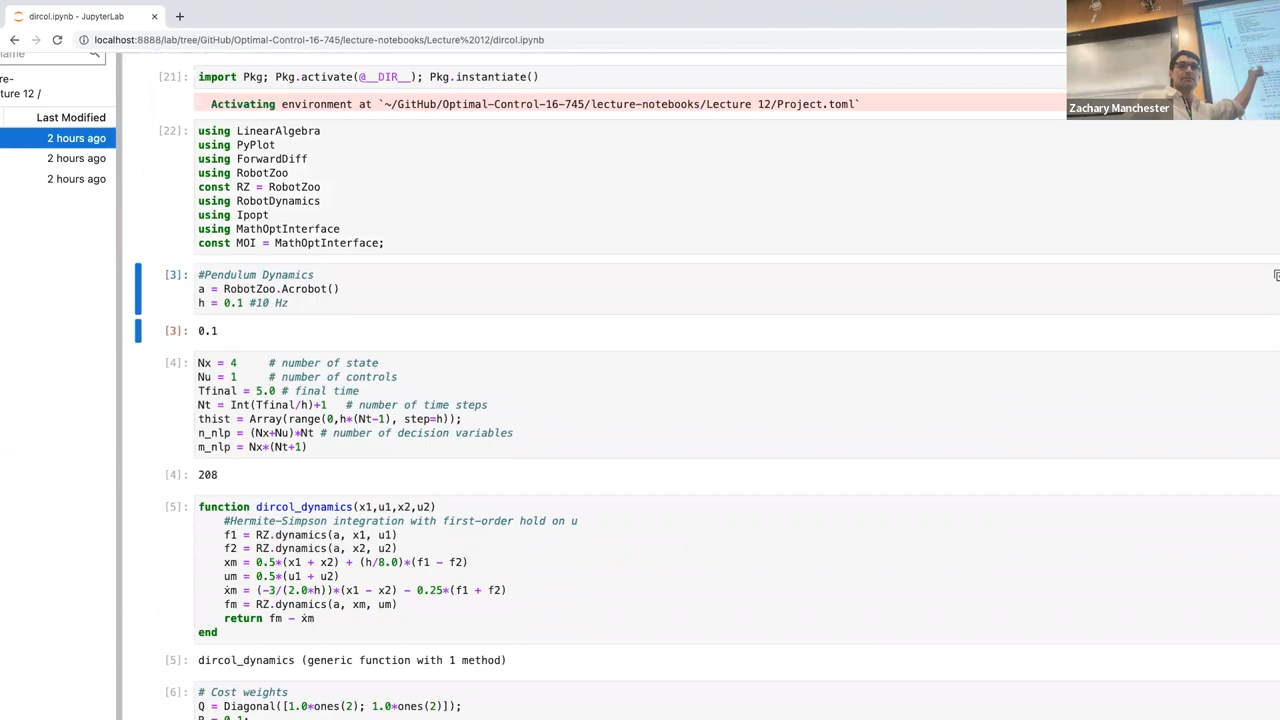 dircol.ipynb - JupyterLab
localhost:8888/lab/tree/GitHub/Optimal-Control-16-745/lecture-notebooks/Lecture%2012/dircol.ipynb
name
re-
ture 12 /
Last Modified
2 hours ago
2 hours ago
2 hours ago
Zachary Manchester
[21]: import Pkg; Pkg.activate(@__DIR__); Pkg.instantiate()
Activating environment at `~/GitHub/Optimal-Control-16-745/lecture-notebooks/Lecture 12/Project.toml`
[22]: using LinearAlgebra
using PyPlot
using ForwardDiff
using RobotZoo
const RZ = RobotZoo
using RobotDynamics
using Ipopt
using MathOptInterface
const MOI = MathOptInterface;
[3]: #Pendulum Dynamics
a = RobotZoo.Acrobot()
h = 0.1 #10 Hz
[3]: 0.1
[4]: Nx = 4     # number of state
Nu = 1     # number of controls
Tfinal = 5.0 # final time
Nt = Int(Tfinal/h)+1   # number of time steps
thist = Array(range(0,h*(Nt-1), step=h));
n_nlp = (Nx+Nu)*Nt # number of decision variables
m_nlp = Nx*(Nt+1)
[4]: 208
[5]: function dircol_dynamics(x1,u1,x2,u2)
#Hermite-Simpson integration with first-order hold on u
f1 = RZ.dynamics(a, x1, u1)
f2 = RZ.dynamics(a, x2, u2)
xm = 0.5*(x1 + x2) + (h/8.0)*(f1 - f2)
um = 0.5*(u1 + u2)
ẋm = (-3/(2.0*h))*(x1 - x2) - 0.25*(f1 + f2)
fm = RZ.dynamics(a, xm, um)
return fm - ẋm
end
[5]: dircol_dynamics (generic function with 1 method)
[6]: # Cost weights
Q = Diagonal([1.0*ones(2); 1.0*ones(2)]);
R = 0.1;